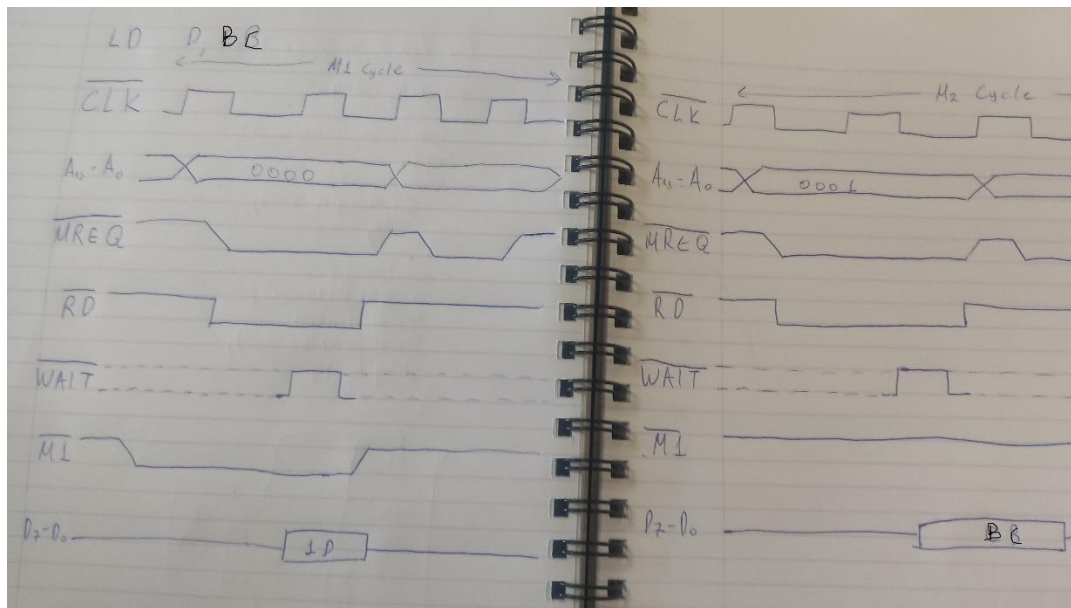 LD D, BB
M1 Cycle
CLK
A15-A0 0000
MREQ
RD
WAIT
M1
D7-D0 1D
M2 Cycle
CLK
A15-A0 0001
MREQ
RD
WAIT
M1
D7-D0 BB